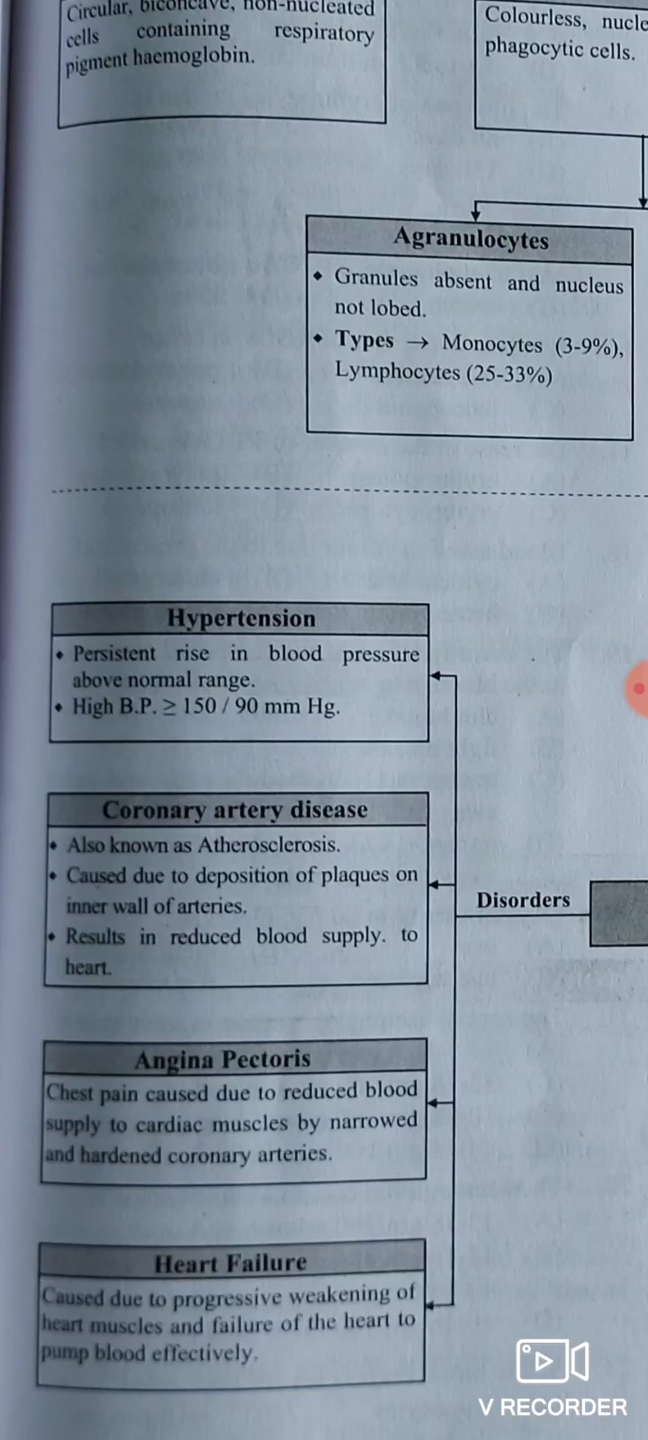 Circular, biconcave, non-nucleated
cells containing respiratory
pigment haemoglobin.
Colourless,
phagocytic cells.
Agranulocytes
♦ Granules absent and nucleus
not lobed.
♦ Types → Monocytes (3-9%),
Lymphocytes (25-33%)
Hypertension
♦ Persistent rise in blood pressure
above normal range.
♦ High B.P. ≥ 150 / 90 mm Hg.
Coronary artery disease
♦ Also known as Atherosclerosis.
♦ Caused due to deposition of plaques on
inner wall of arteries.
♦ Results in reduced blood supply. to
heart.
Disorders
Angina Pectoris
Chest pain caused due to reduced blood
supply to cardiac muscles by narrowed
and hardened coronary arteries.
Heart Failure
Caused due to progressive weakening of
heart muscles and failure of the heart to
pump blood effectively.
V RECORDER